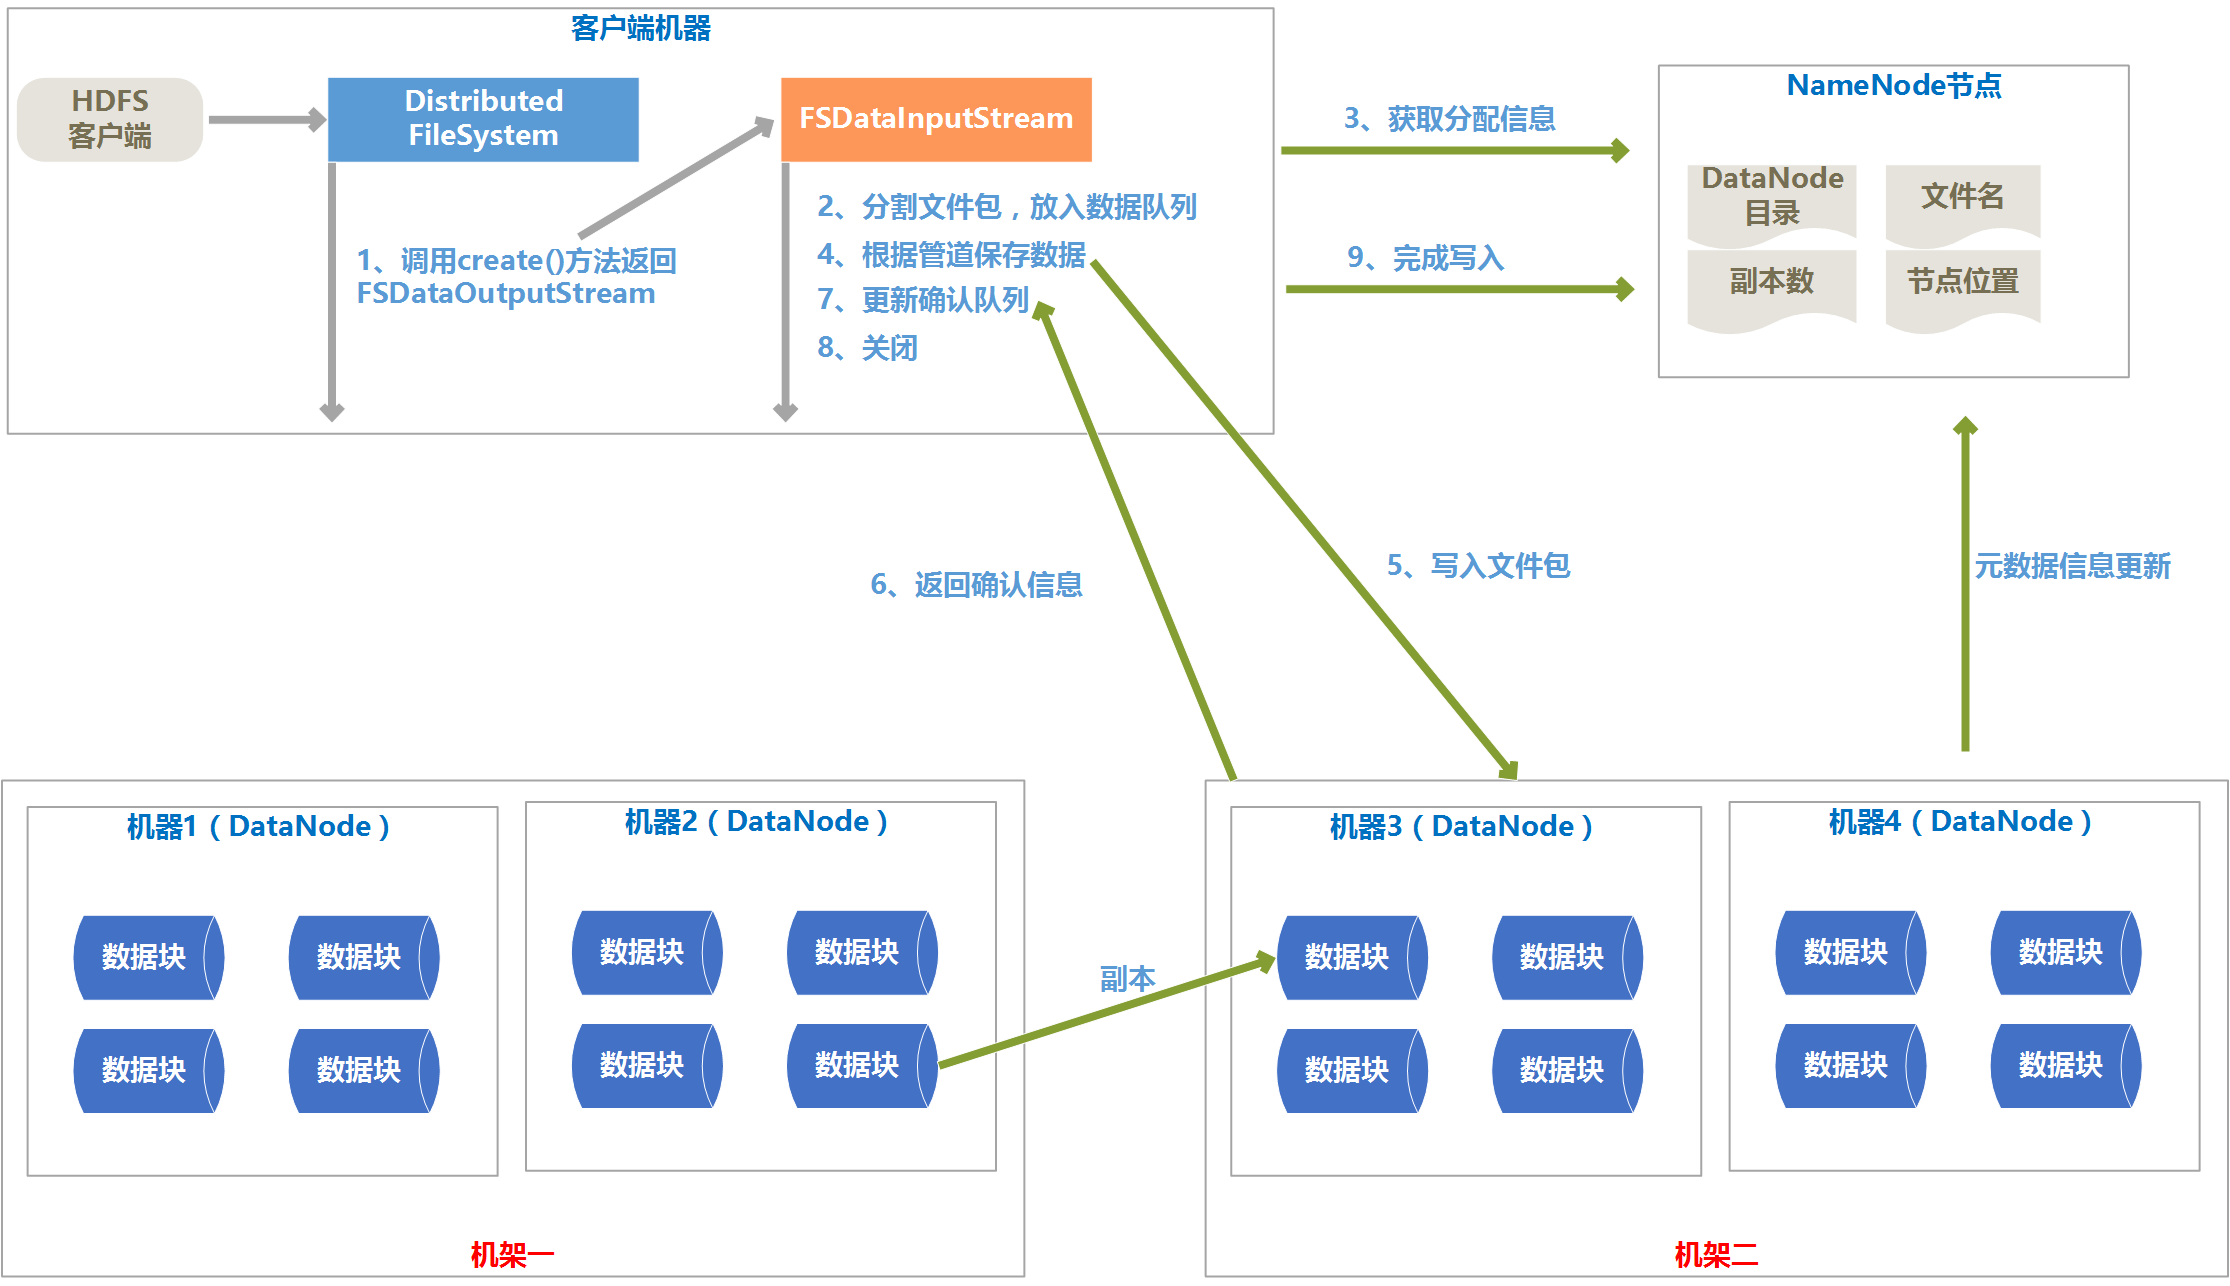 客户端机器
HDFS
客户端
Distributed
FileSystem
FSDataInputStream
1、调用create()方法返回
FSDataOutputStream
2、分割文件包，放入数据队列
4、根据管道保存数据
7、更新确认队列
8、关闭
3、获取分配信息
9、完成写入
NameNode节点
DataNode
目录
文件名
副本数
节点位置
6、返回确认信息
5、写入文件包
元数据信息更新
机器1（DataNode）
数据块
数据块
数据块
数据块
机器2（DataNode）
数据块
数据块
数据块
数据块
机架一
副本
机器3（DataNode）
数据块
数据块
数据块
数据块
机器4（DataNode）
数据块
数据块
数据块
数据块
机架二